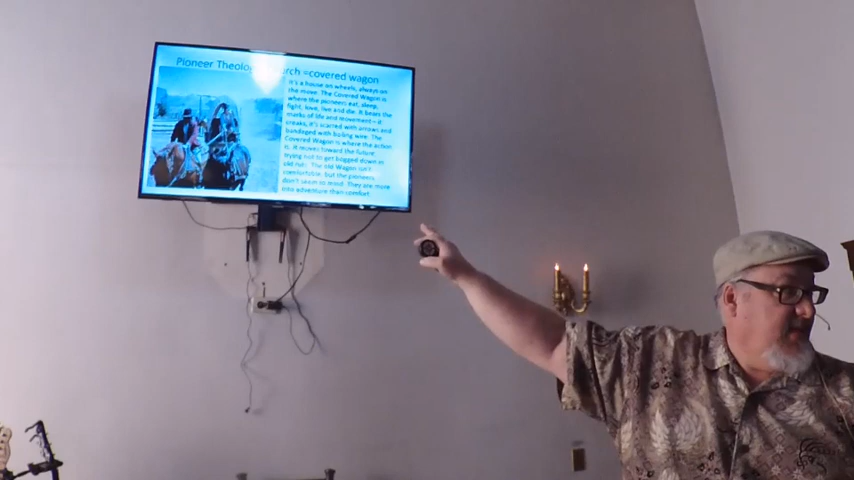 Pioneer Theolo rch =covered wagon
It's a house on wheels, always on
the move. The Covered Wagon is
where the pioneers eat, sleep,
fight, love, live and die. It bears the
marks of life and movement – it
creaks, it's scarred with arrows and
bandaged with bailing wire. The
Covered Wagon is where the action
is. It moves toward the future
trying not to get bogged down in
old ruts. The old Wagon isn't
comfortable, but the pioneers
don't seem to mind. They are more
into adventure than comfort.